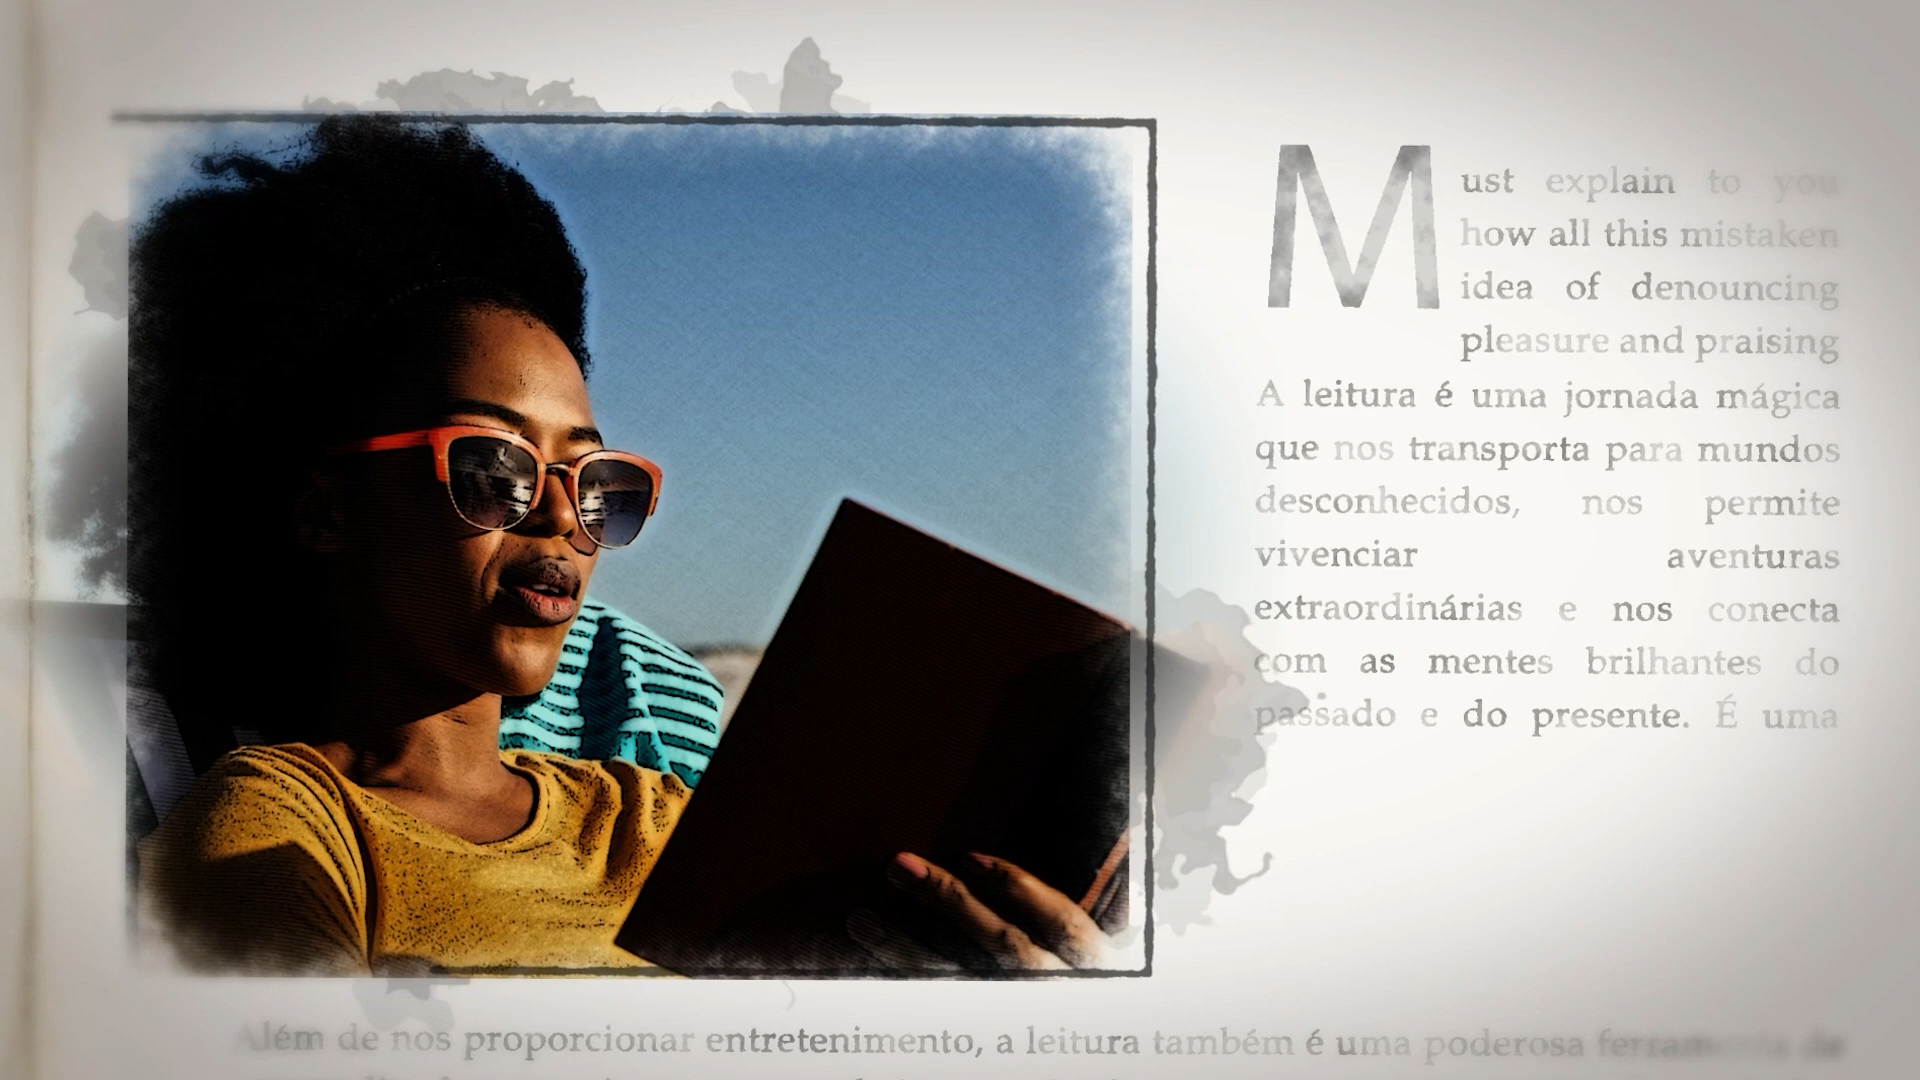 Must explain to you
how all this mistaken
idea of denouncing
pleasure and praising
A leitura é uma jornada mágica
que nos transporta para mundos
desconhecidos, nos permite
vivenciar aventuras
extraordinárias e nos conecta
com as mentes brilhantes do
passado e do presente. É uma
Além de nos proporcionar entretenimento, a leitura também é uma poderosa ferramenta de